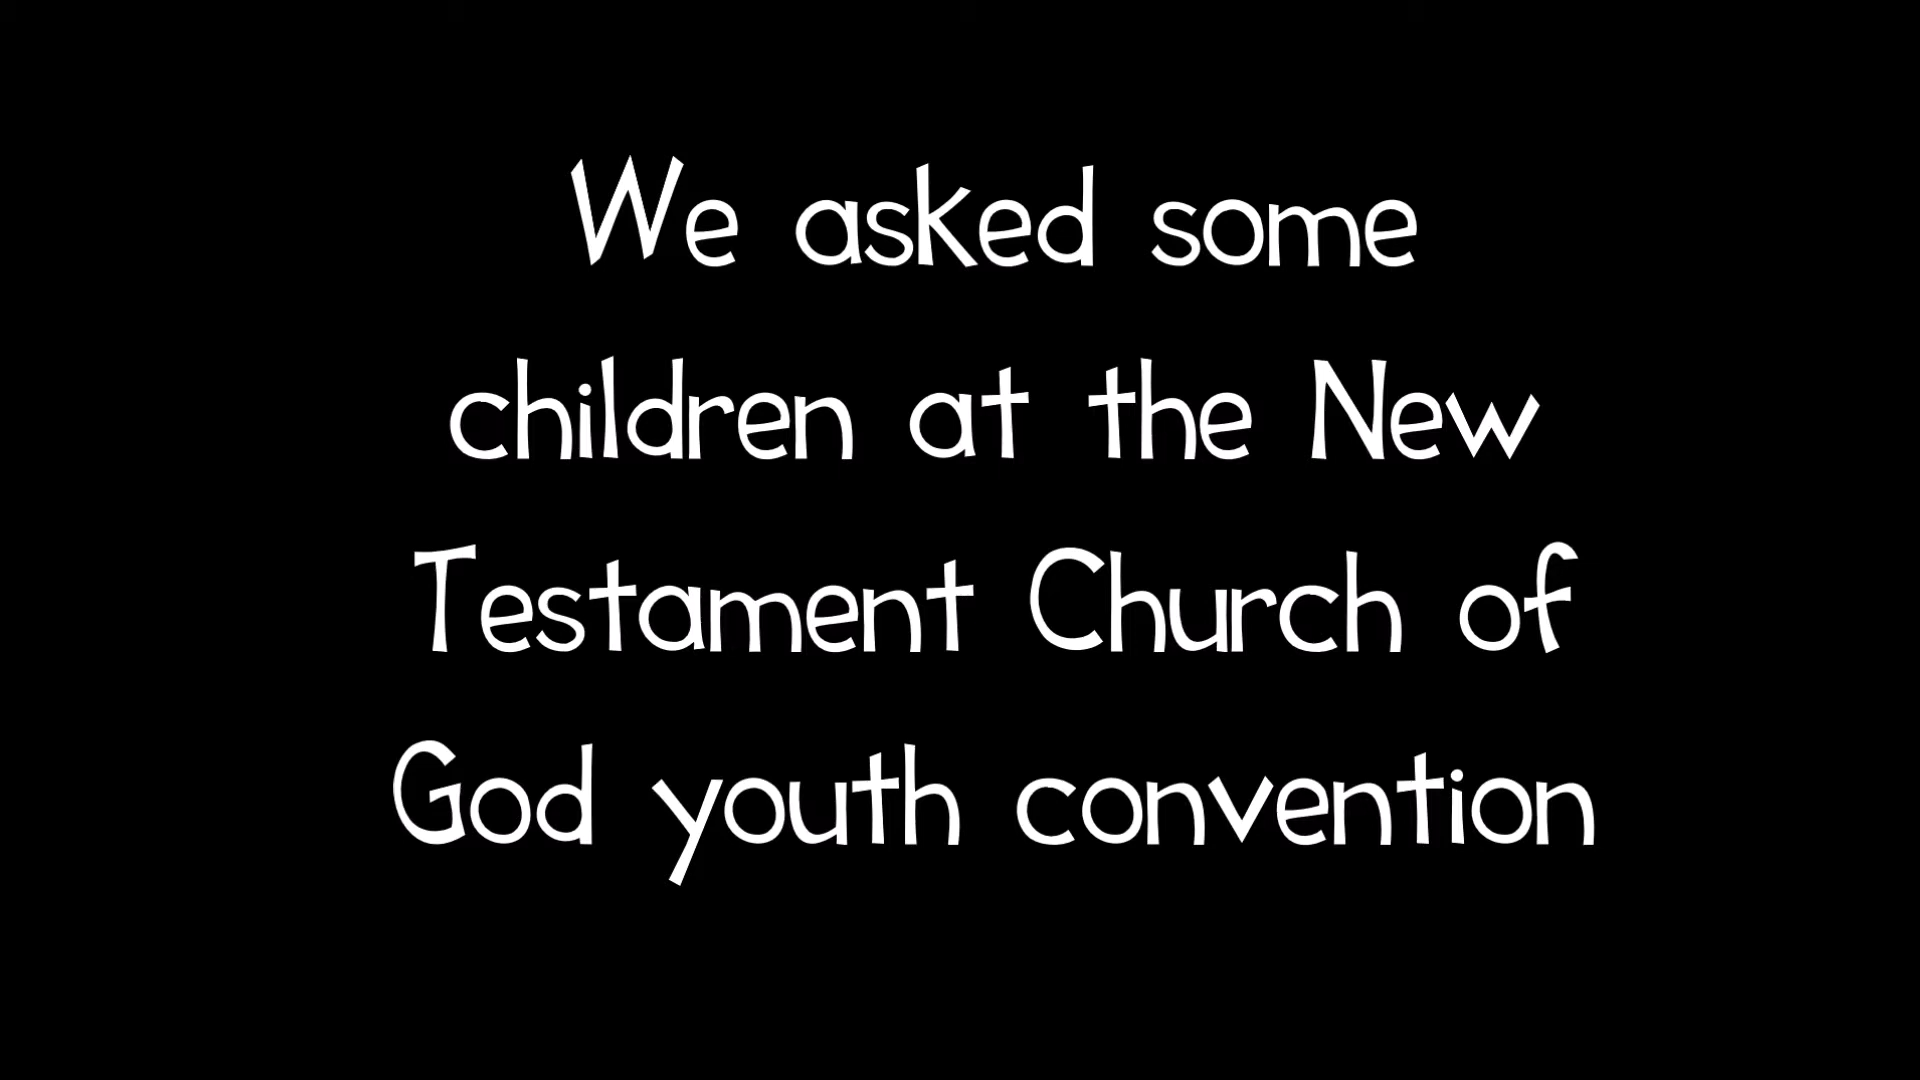 We asked some
children at the New
Testament Church of
God youth convention